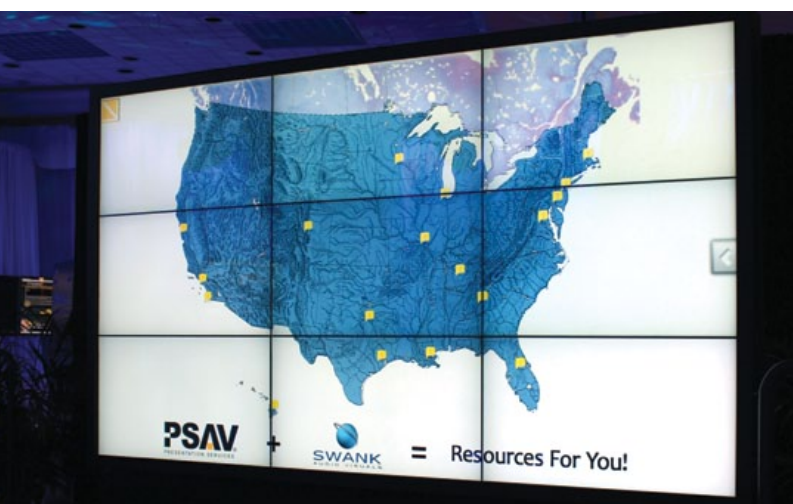 PSAV
PRESENTATION SERVICES
+
SWANK
AUDIO VISUALS
= Resources For You!